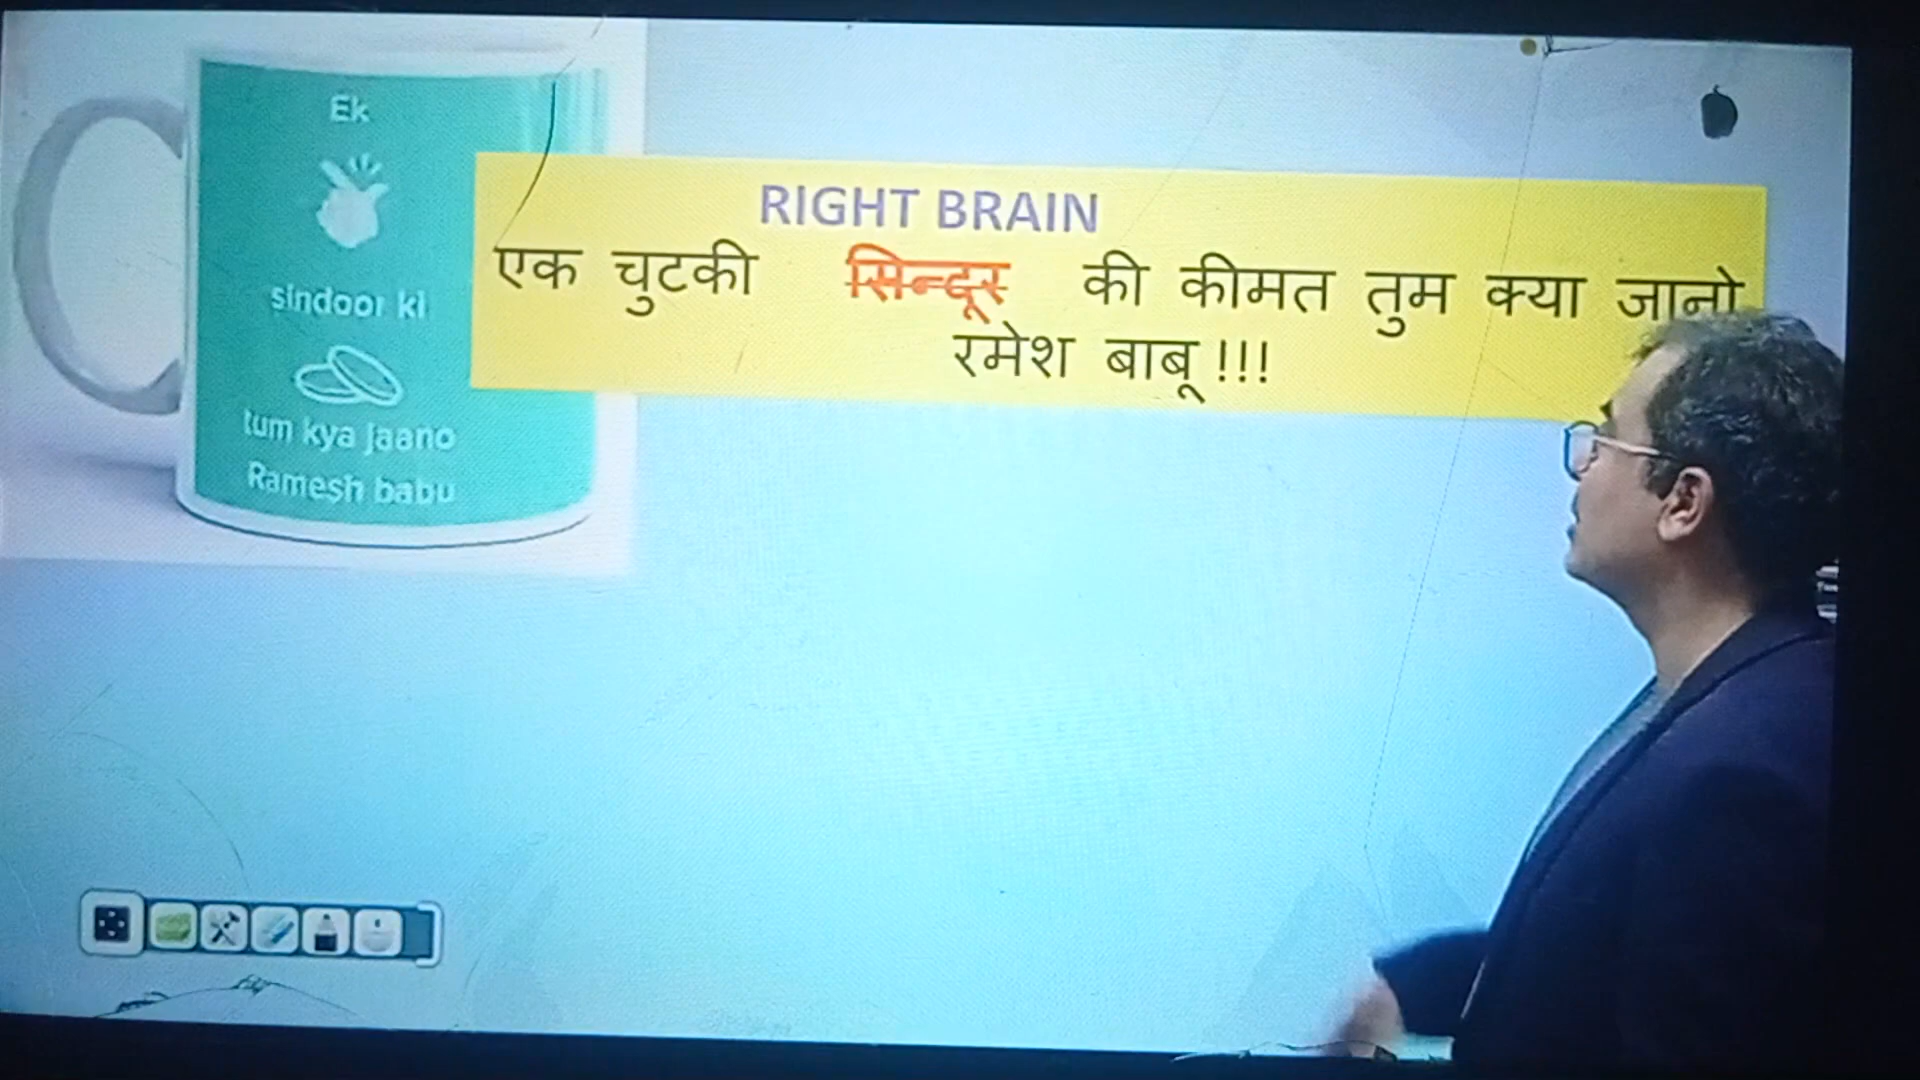 Ek
sindoor ki
tum kya jaano
Ramesh babu
RIGHT BRAIN
एक चुटकी सिन्दूर की कीमत तुम क्या जानो
रमेश बाबू !!!